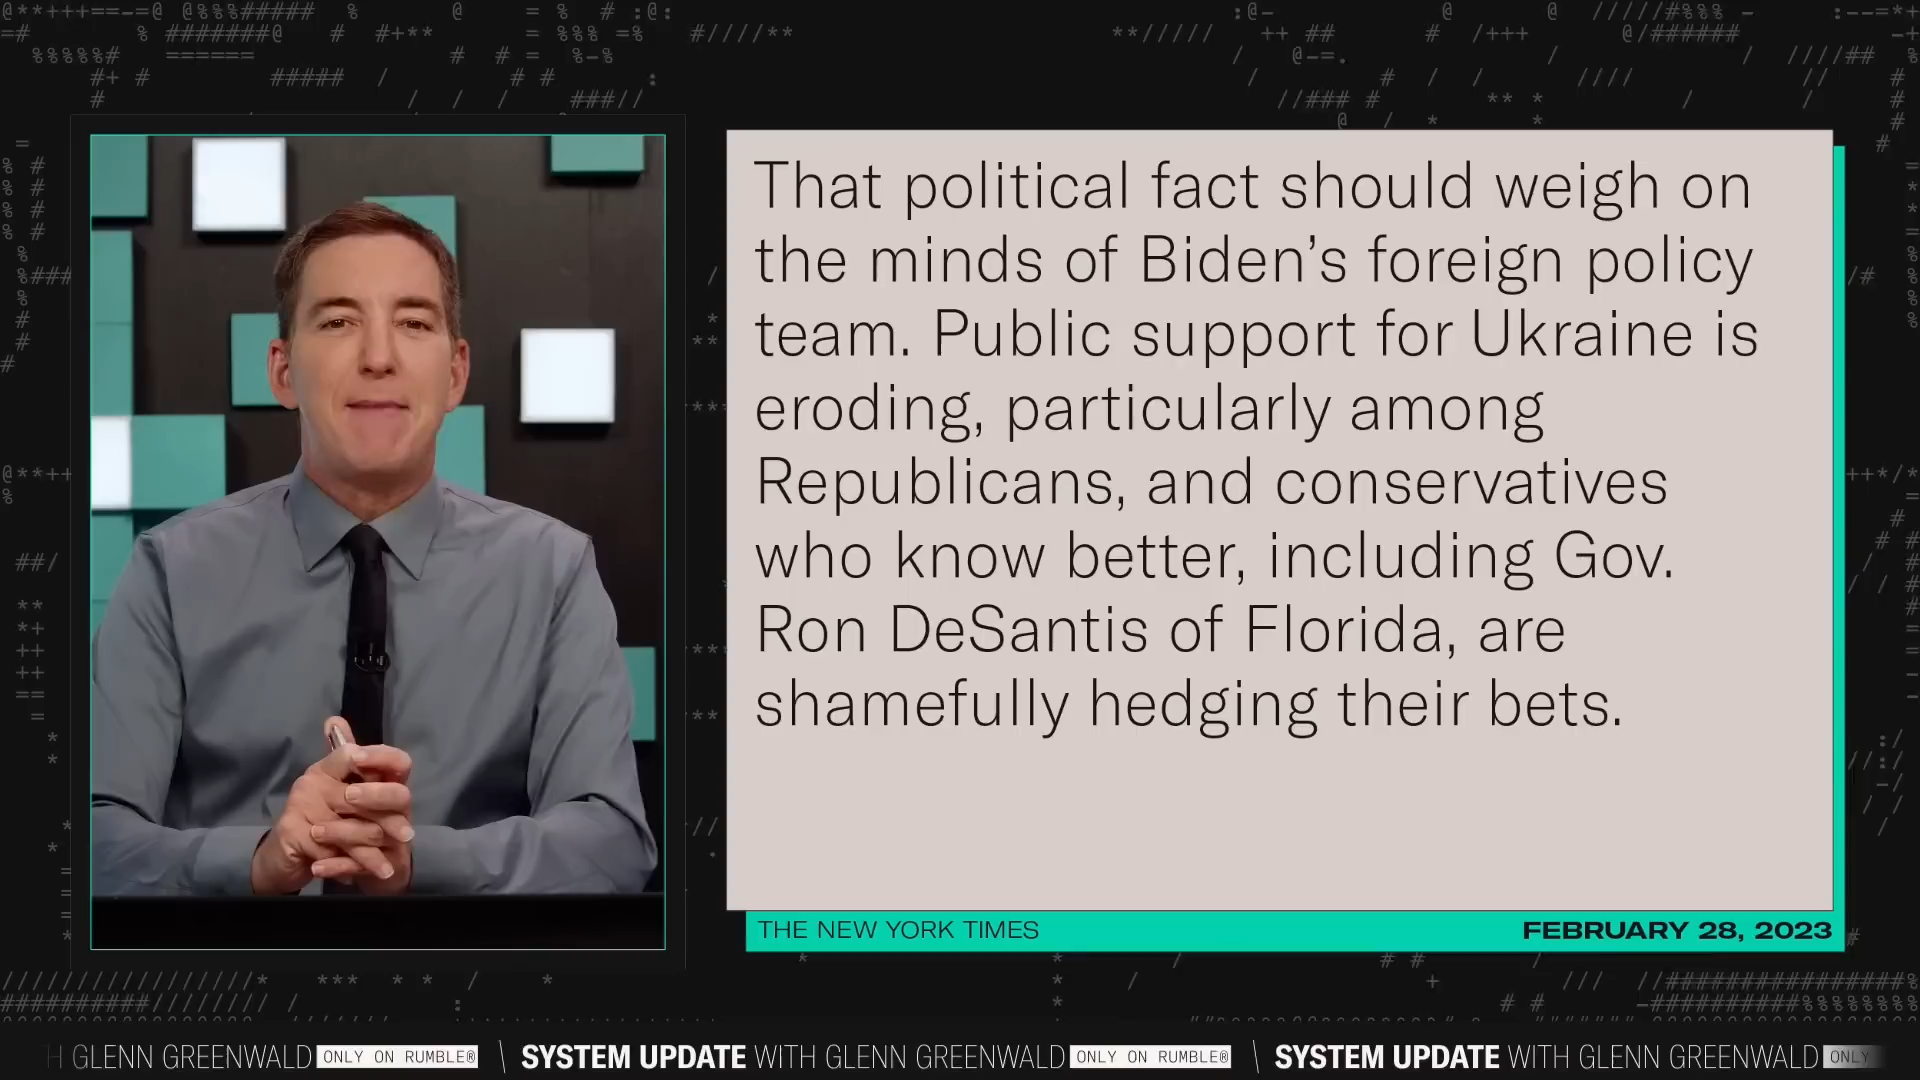 That political fact should weigh on
the minds of Biden’s foreign policy
team. Public support for Ukraine is
eroding, particularly among
Republicans, and conservatives
who know better, including Gov.
Ron DeSantis of Florida, are
shamefully hedging their bets.
THE NEW YORK TIMES FEBRUARY 28, 2023
H GLENN GREENWALD ONLY ON RUMBLE® \ SYSTEM UPDATE WITH GLENN GREENWALD ONLY ON RUMBLE® \ SYSTEM UPDATE WITH GLENN GREENWALD ONLY